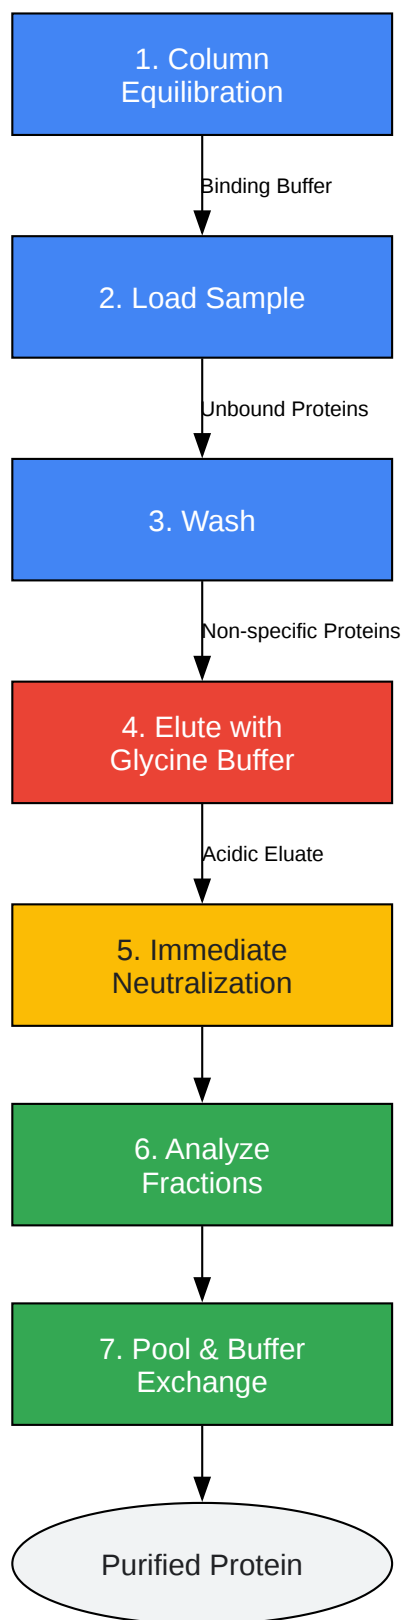 1. Column
Equilibration
Binding Buffer
2. Load Sample
Unbound Proteins
3. Wash
Non-specific Proteins
4. Elute with
Glycine Buffer
Acidic Eluate
5. Immediate
Neutralization
6. Analyze
Fractions
7. Pool & Buffer
Exchange
Purified Protein